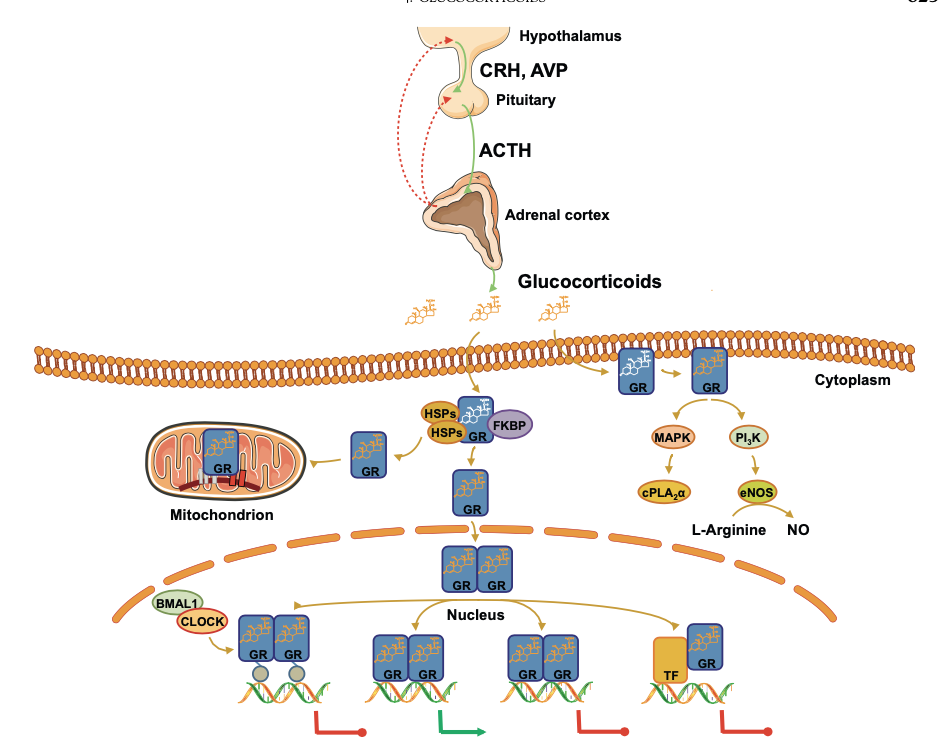 Hypothalamus
CRH, AVP
Pituitary
ACTH
Adrenal cortex
Glucocorticoids
GR
GR
Cytoplasm
HSPs
HSPs
GR
FKBP
MAPK
PI3K
GR
GR
cPLA2α
eNOS
GR
Mitochondrion
L-Arginine
NO
GR GR
BMAL1
CLOCK
Nucleus
GR GR
GR GR
GR GR
TF
GR